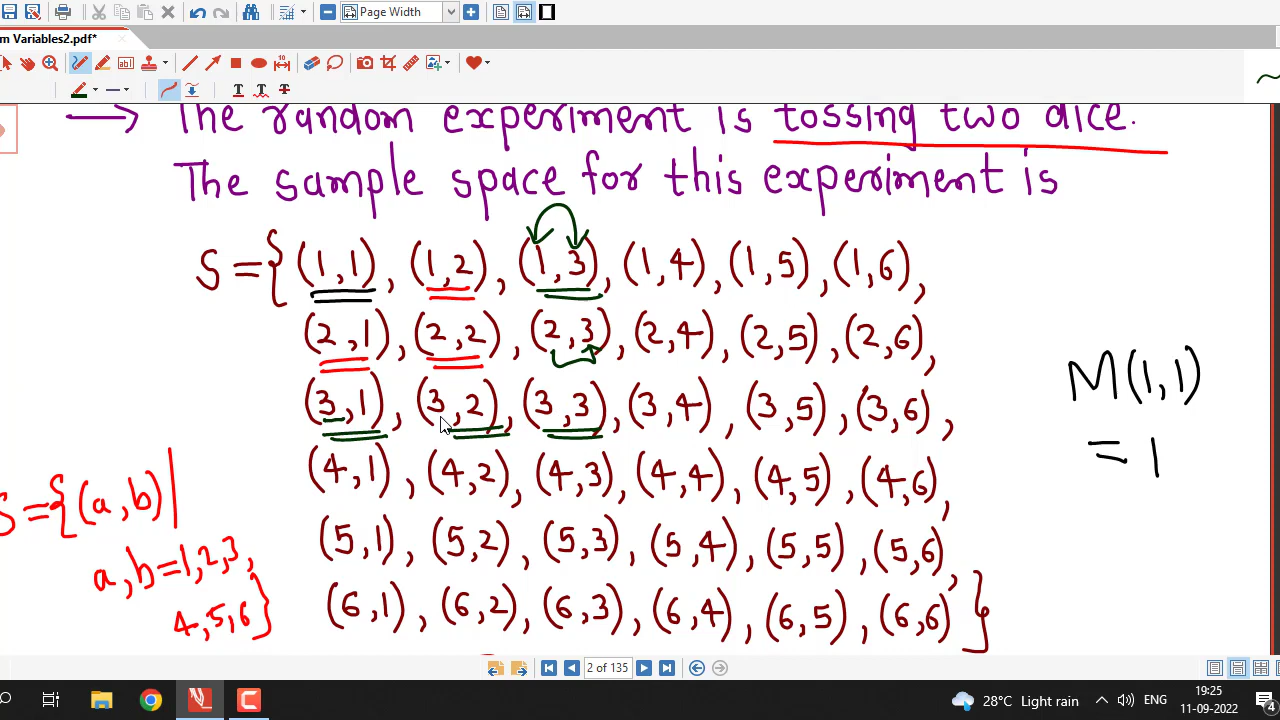 Page Width
m Variables2.pdf*
→ The random experiment is tossing two dice.
The sample space for this experiment is
S = { (1,1), (1,2), (1,3), (1,4), (1,5), (1,6),
(2,1), (2,2), (2,3), (2,4), (2,5), (2,6),
(3,1), (3,2), (3,3), (3,4), (3,5), (3,6),
(4,1), (4,2), (4,3), (4,4), (4,5), (4,6),
(5,1), (5,2), (5,3), (5,4), (5,5), (5,6),
(6,1), (6,2), (6,3), (6,4), (6,5), (6,6) }
M(1,1)
= 1
S = { (a,b) |
a,b = 1,2,3,
4,5,6 }
2 of 135
28°C Light rain
ENG
19:25
11-09-2022
4